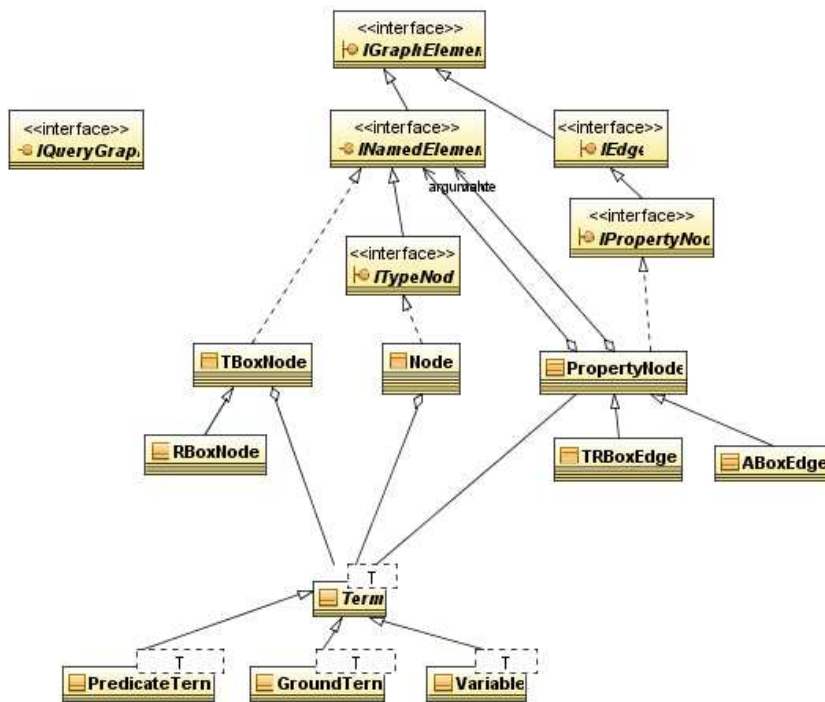 <<interface>>
IGraphElemen
<<interface>>
IQueryGraph
<<interface>>
INamedElemen
<<interface>>
IEdge
<<interface>>
IPropertyNod
<<interface>>
ITypeNod
TBoxNode
Node
PropertyNode
RBoxNode
TRBoxEdge
ABoxEdge
T
Term
T
PredicateTern
T
GroundTern
T
Variable